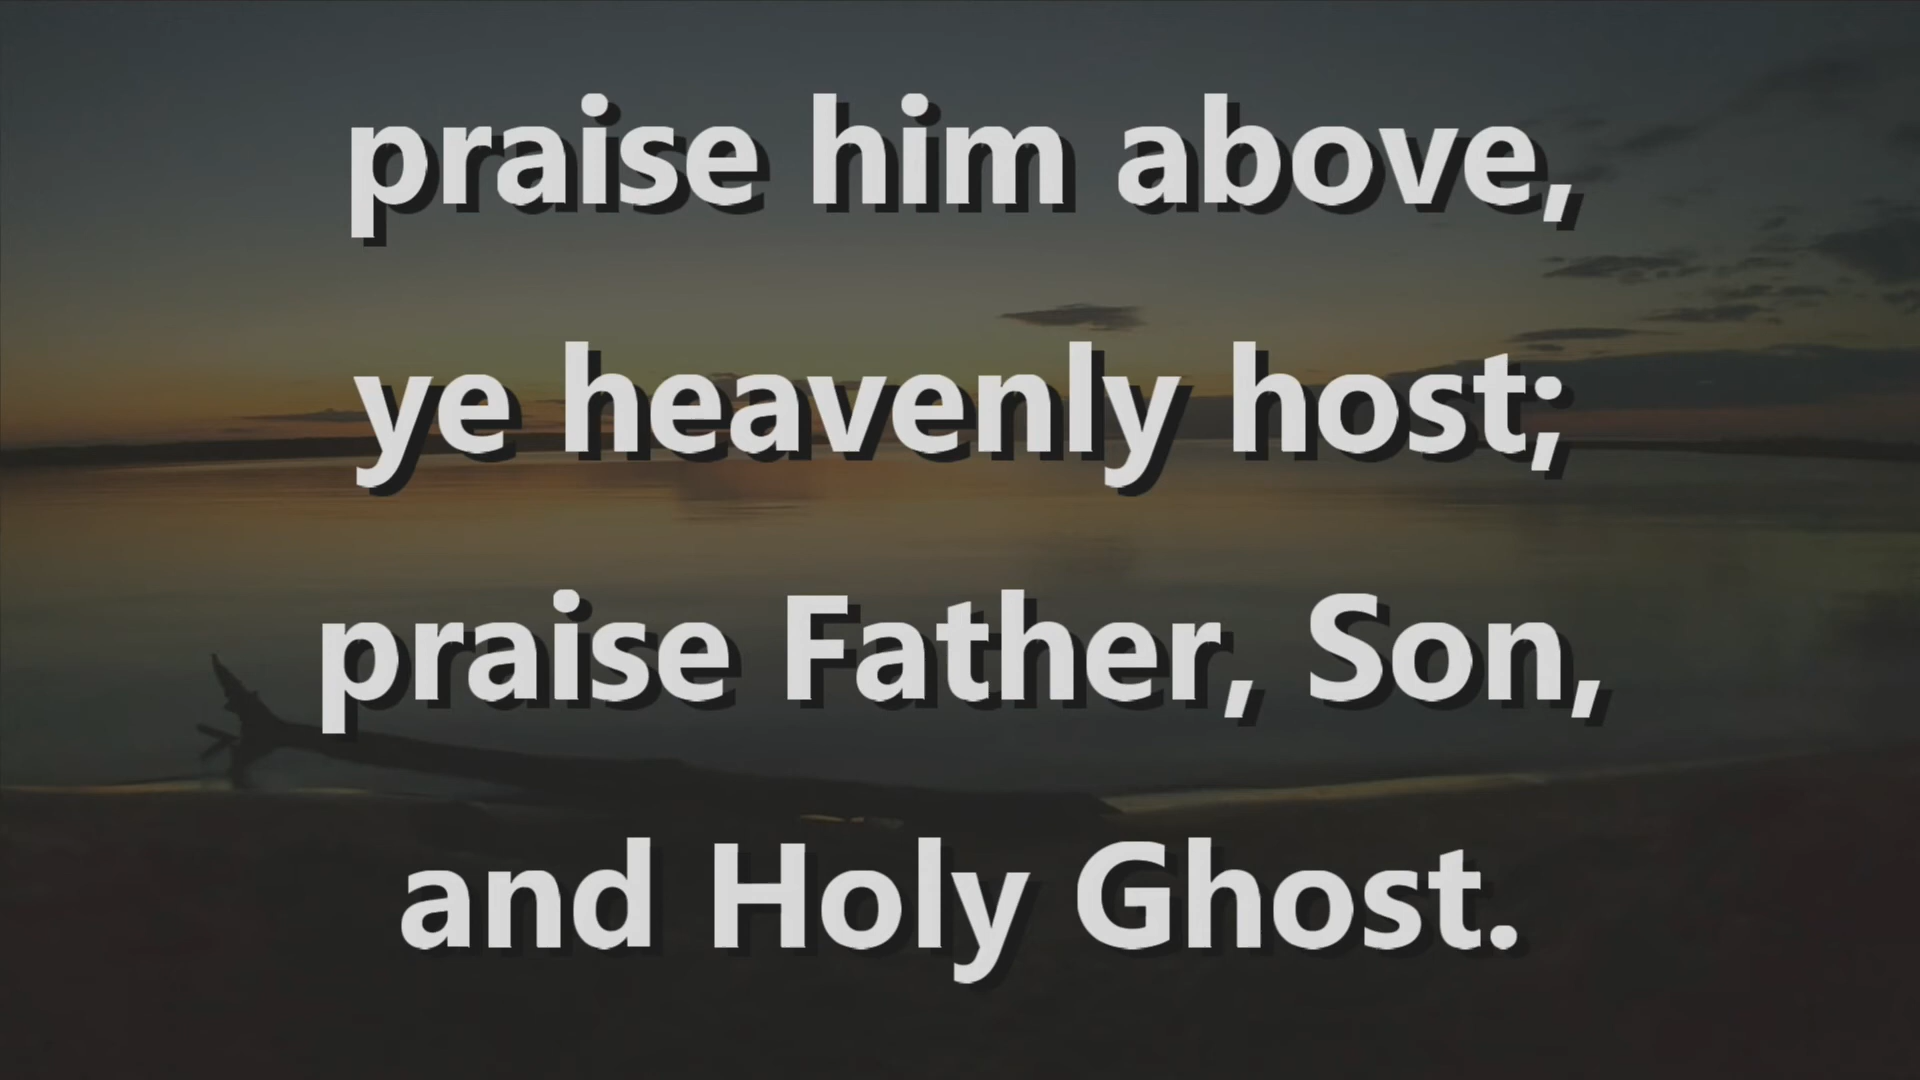 praise him above,
ye heavenly host;
praise Father, Son,
and Holy Ghost.